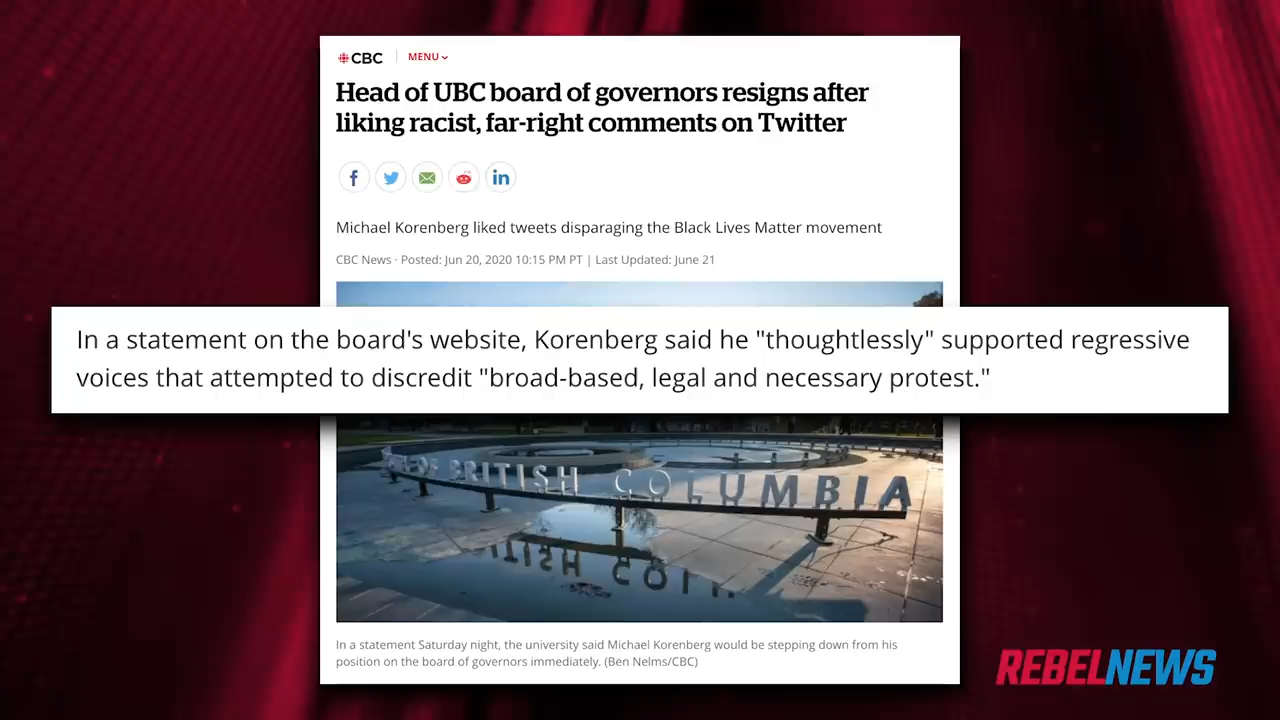 CBC MENU
Head of UBC board of governors resigns after
liking racist, far-right comments on Twitter
Michael Korenberg liked tweets disparaging the Black Lives Matter movement
CBC News · Posted: Jun 20, 2020 10:15 PM PT | Last Updated: June 21
In a statement on the board's website, Korenberg said he "thoughtlessly" supported regressive
voices that attempted to discredit "broad-based, legal and necessary protest."
OF BRITISH COLUMBIA
In a statement Saturday night, the university said Michael Korenberg would be stepping down from his
position on the board of governors immediately. (Ben Nelms/CBC)
REBELNEWS